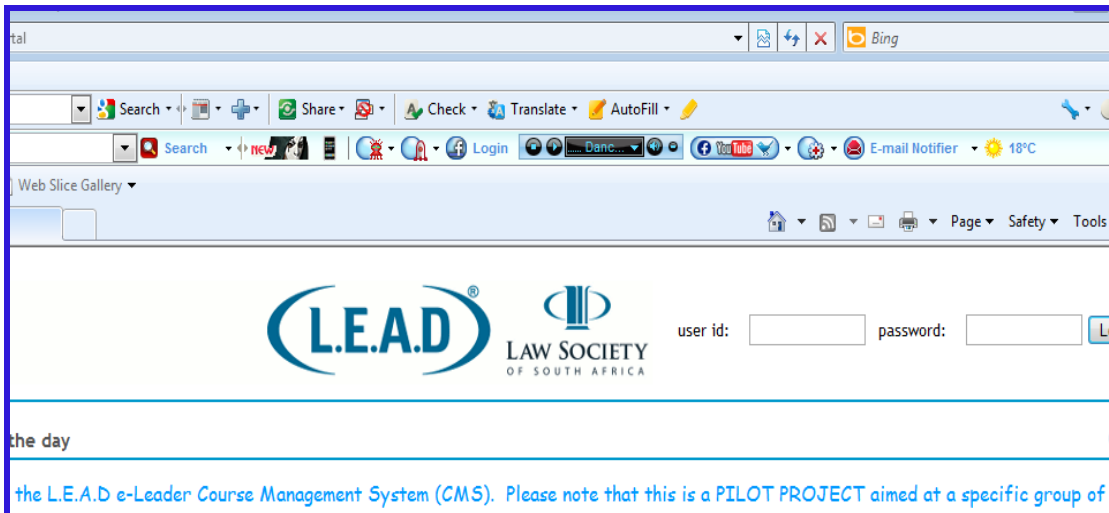 tal Bing
Search Share Check Translate AutoFill
Search NEW Login Danc... YouTube E-mail Notifier 18°C
Web Slice Gallery
Page Safety Tools
L.E.A.D® LAW SOCIETY OF SOUTH AFRICA user id: password:
the day
the L.E.A.D e-Leader Course Management System (CMS). Please note that this is a PILOT PROJECT aimed at a specific group of